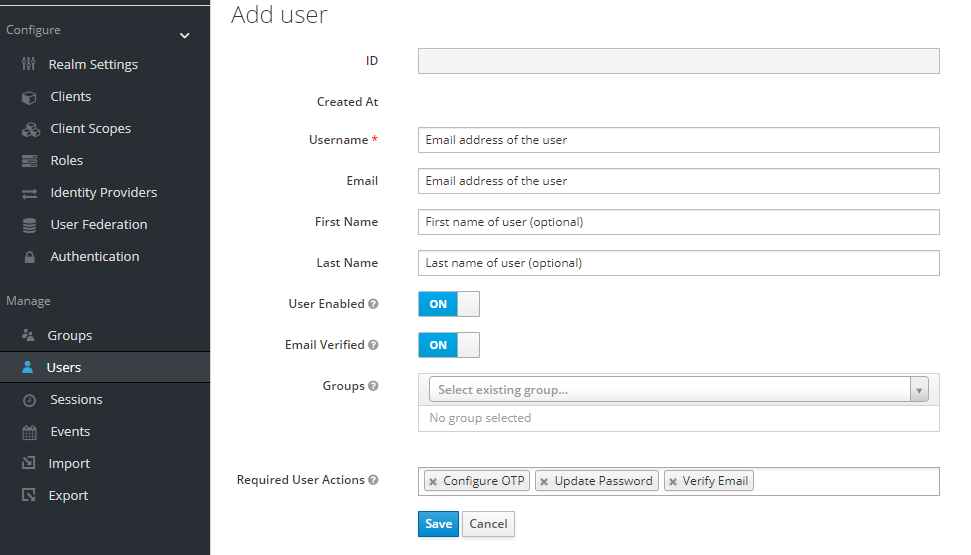 Configure
Realm Settings
Clients
Client Scopes
Roles
Identity Providers
User Federation
Authentication
Manage
Groups
Users
Sessions
Events
Import
Export
Add user
ID
Created At
Username * Email address of the user
Email Email address of the user
First Name First name of user (optional)
Last Name Last name of user (optional)
User Enabled ? ON
Email Verified ? ON
Groups ? Select existing group...
No group selected
Required User Actions ? × Configure OTP × Update Password × Verify Email
Save Cancel